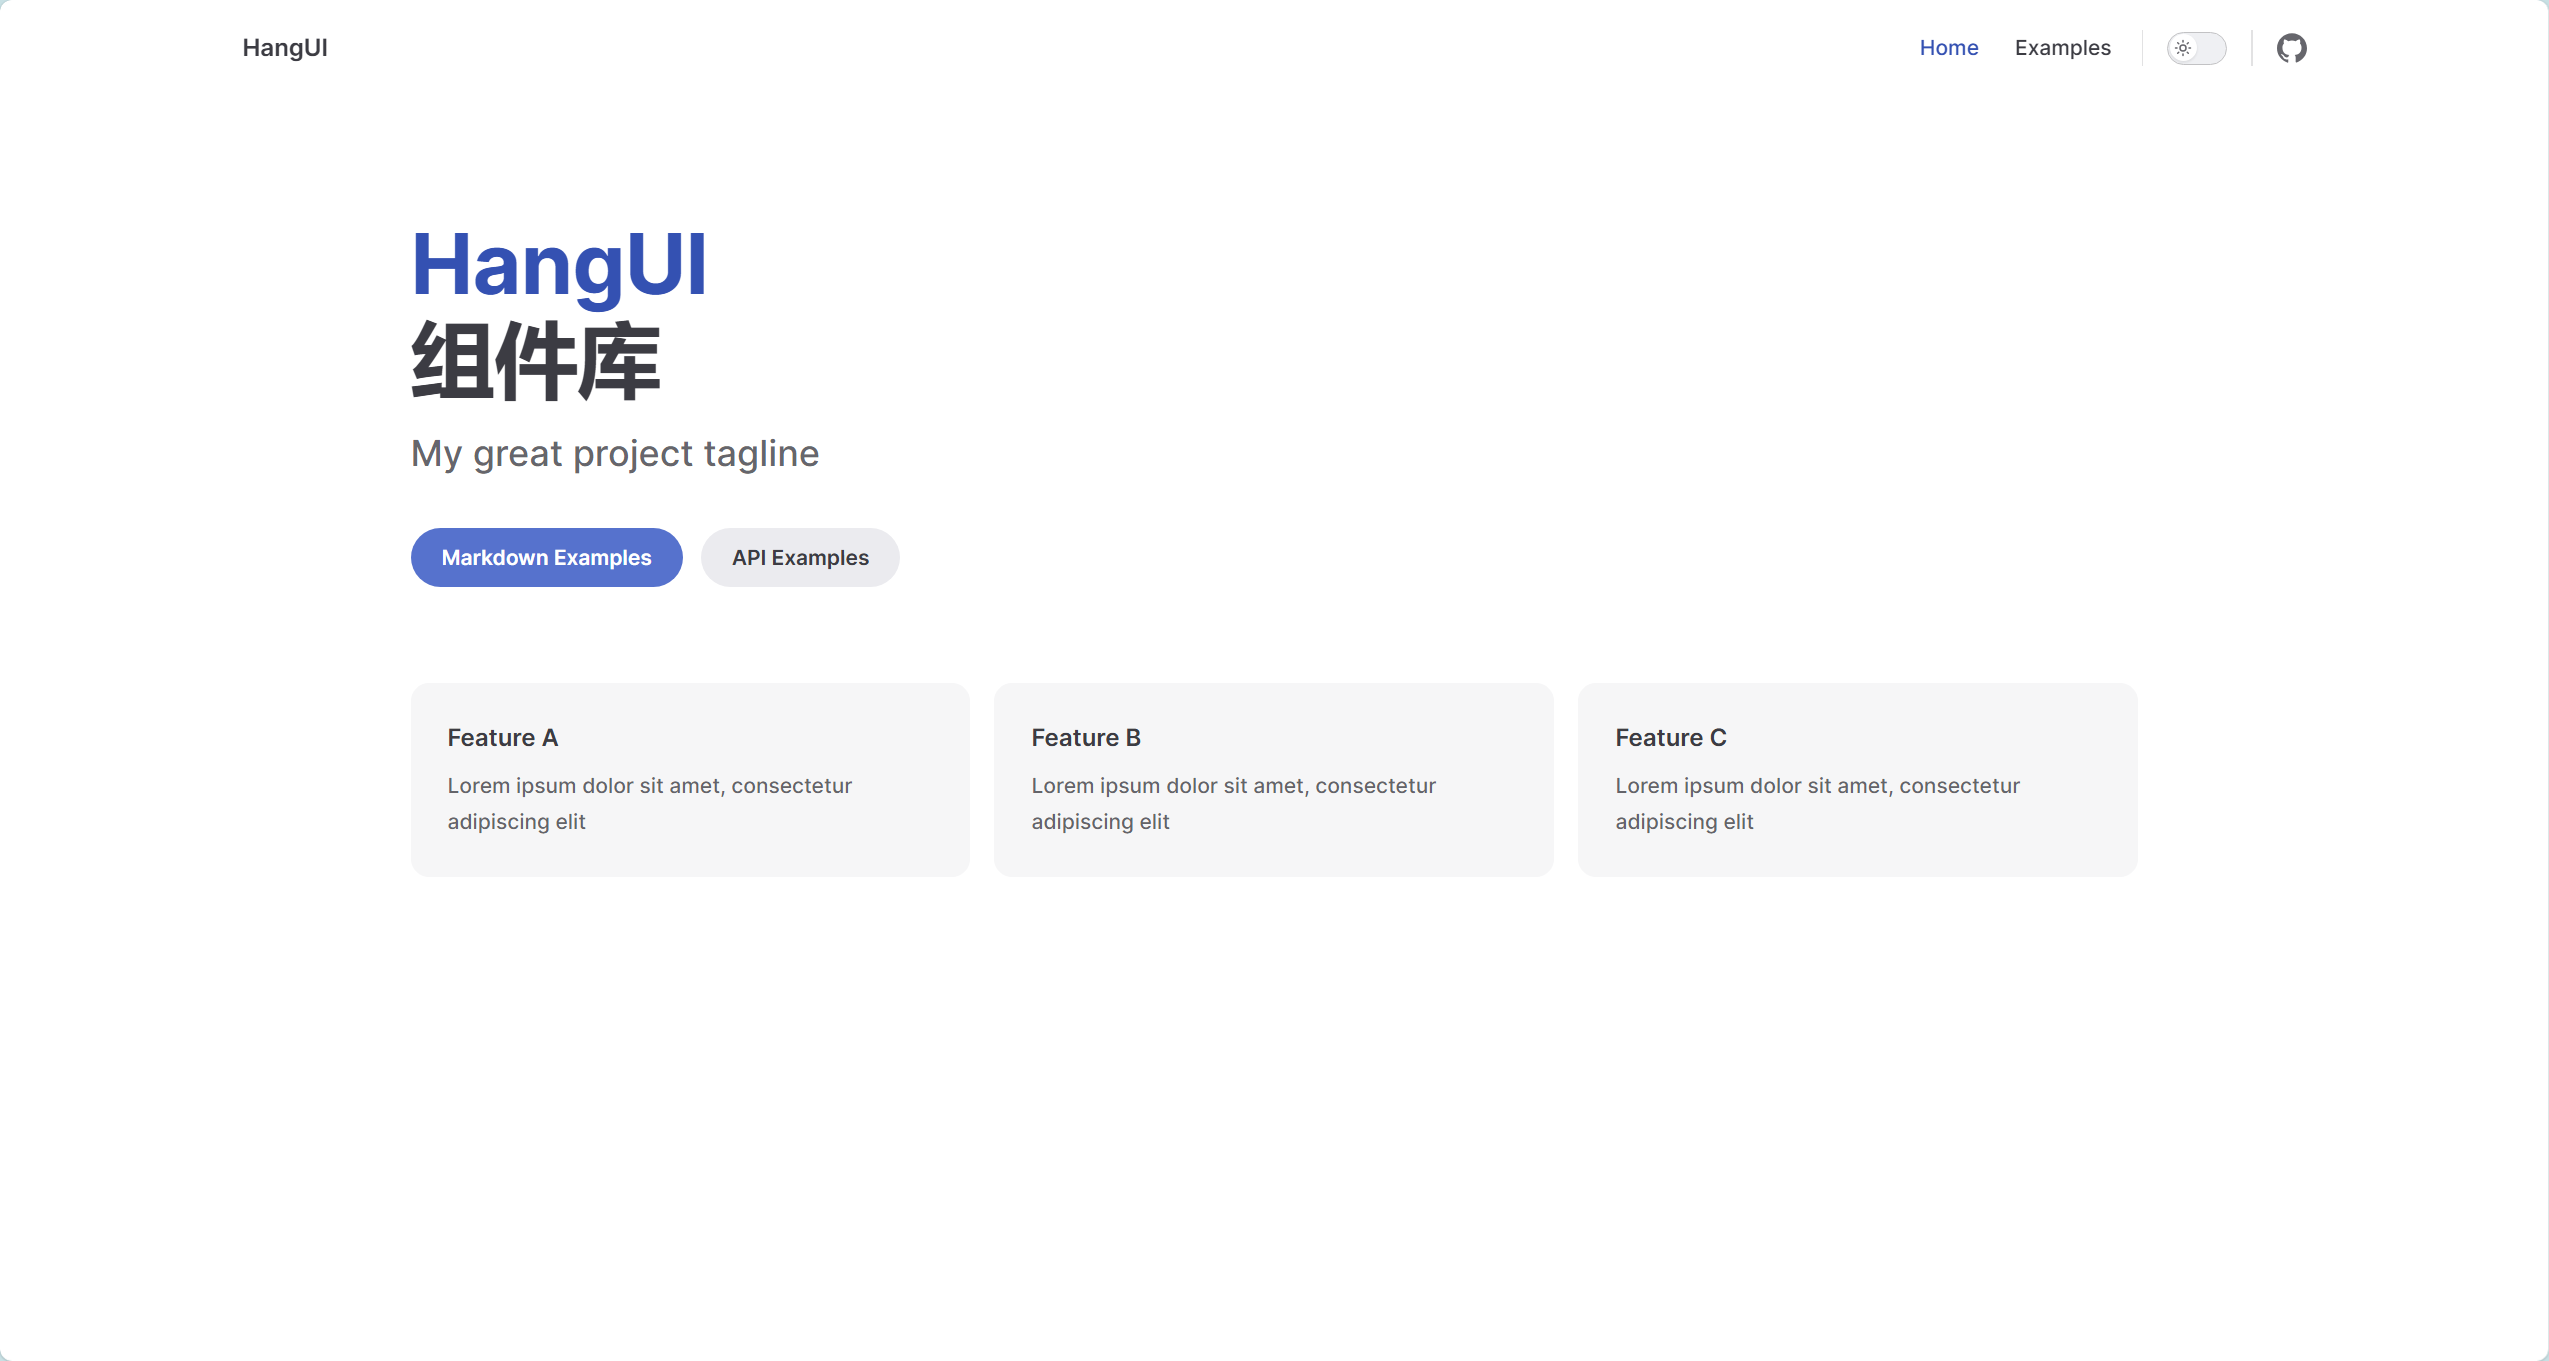 HangUI
Home
Examples
HangUI
组件库
My great project tagline
Markdown Examples
API Examples
Feature A
Lorem ipsum dolor sit amet, consectetur
adipiscing elit
Feature B
Lorem ipsum dolor sit amet, consectetur
adipiscing elit
Feature C
Lorem ipsum dolor sit amet, consectetur
adipiscing elit